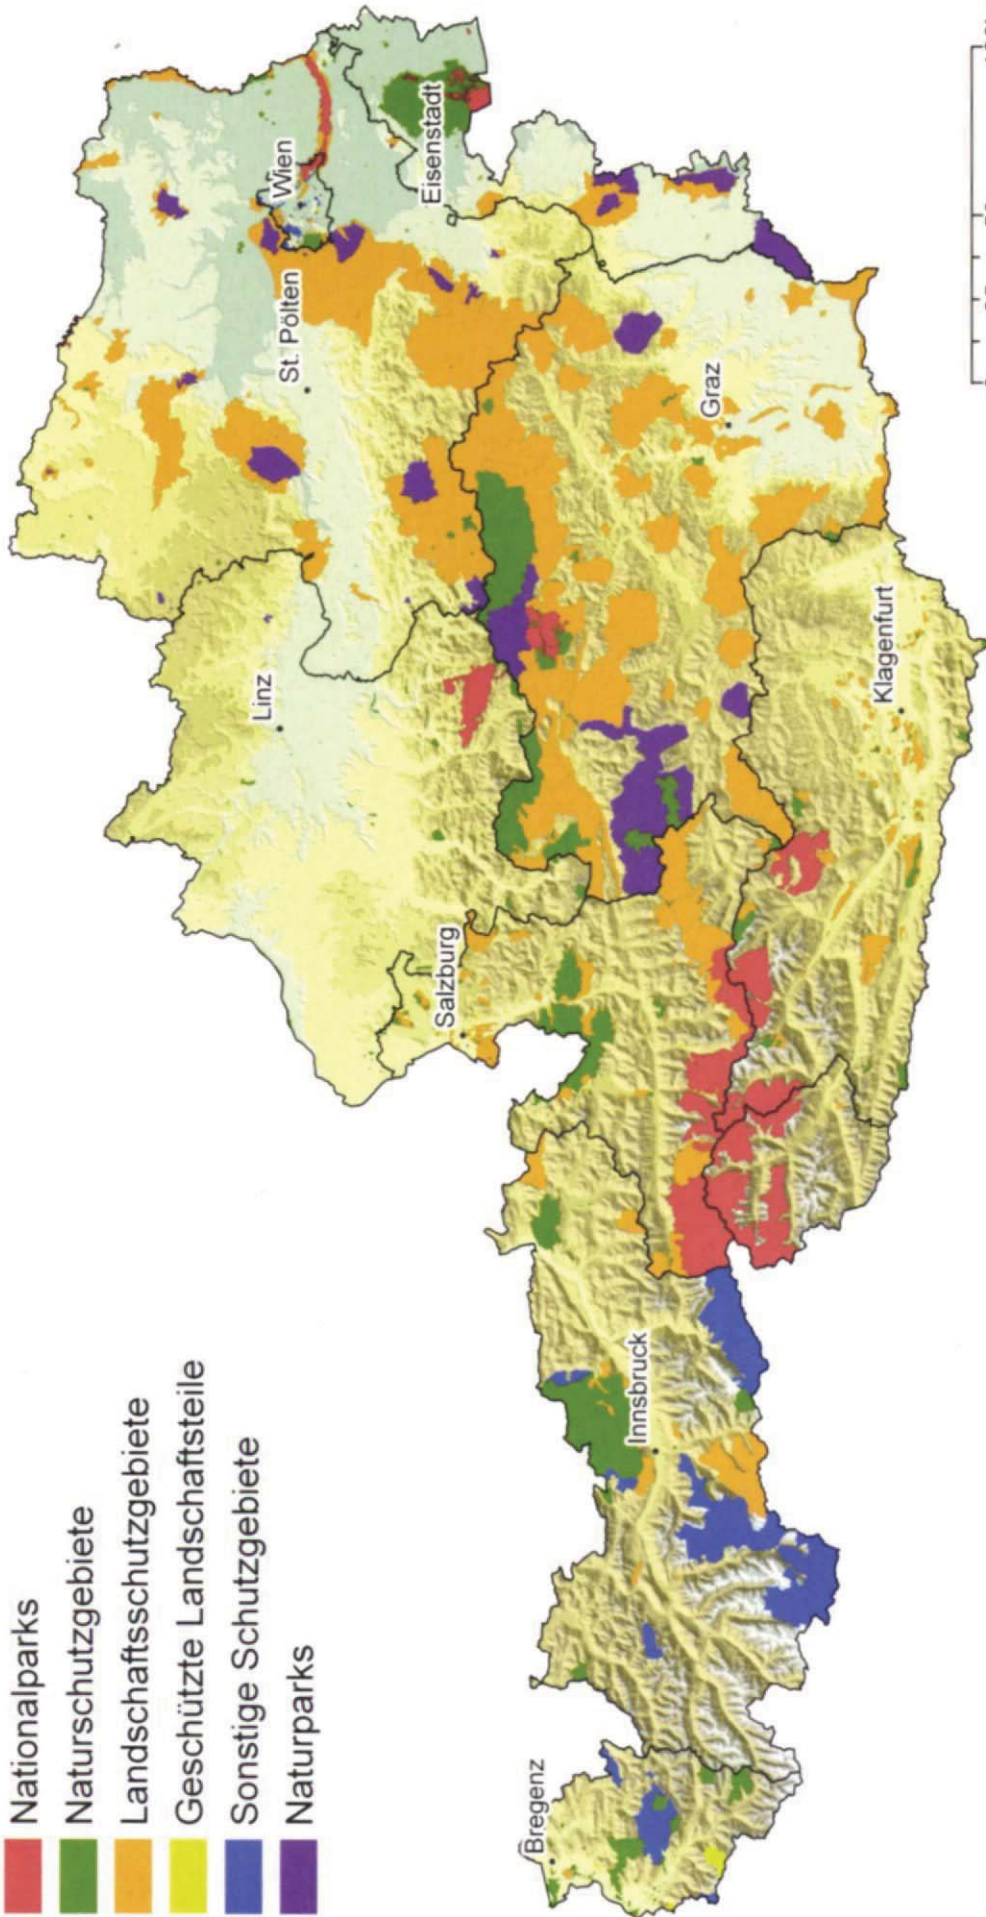 Nationalparks
Naturschutzgebiete
Landschaftsschutzgebiete
Geschützte Landschaftsteile
Sonstige Schutzgebiete
Naturparks
Bregenz
Innsbruck
Salzburg
Linz
Klagenfurt
Graz
St. Pölten
Wien
Eisenstadt